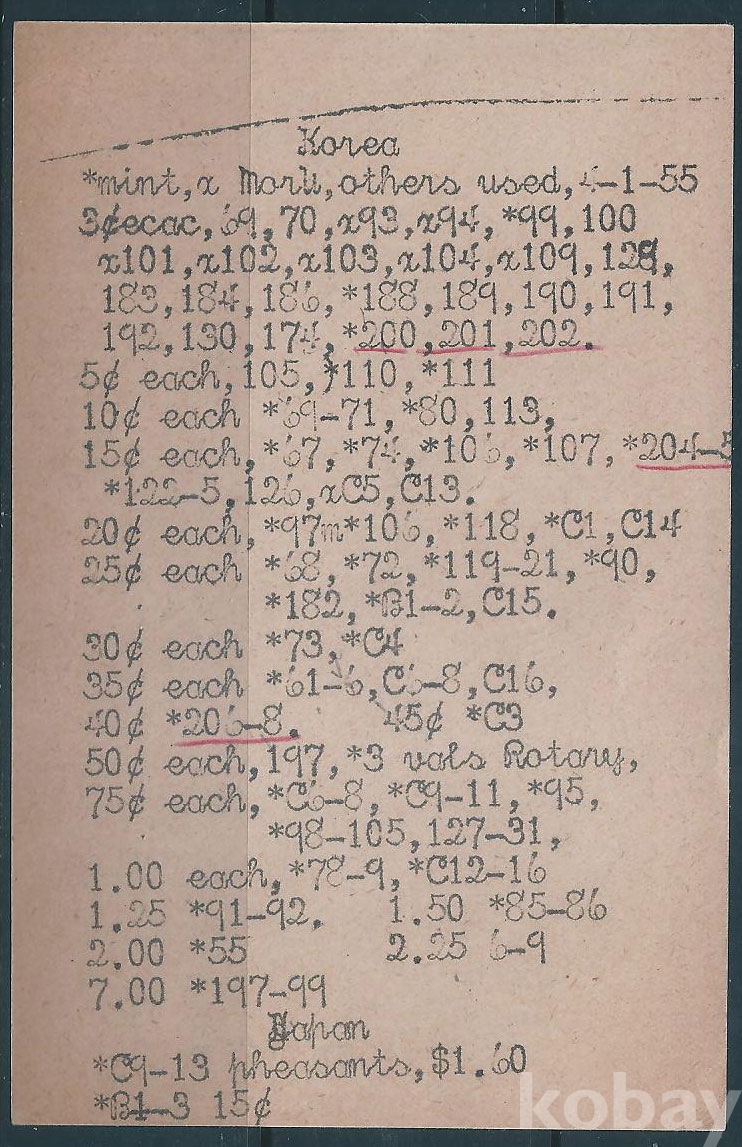 Korea
*mint,x Morli,others used,4-1-55
3¢ecac,69,70,x93,x94,*99,100
x101,x102,x103,x104,x109,128,
183,184,186,*188,189,190,191,
192,130,174,*200,201,202.
5¢ each,105,*110,*111
10¢ each *69-71,*80,113,
15¢ each,*67,*74,*106,*107,*204-5
*122-5,126,xC5,C13.
20¢ each,*97m*106,*118,*C1,C14
25¢ each *68,*72,*119-21,*90,
*182,*B1-2,C15.
30¢ each *73,*C4
35¢ each *61-6,C6-8,C16,
40¢ *206-8. 45¢ *C3
50¢ each,197,*3 vals Rotary,
75¢ each,*C6-8,*C9-11,*95,
*98-105,127-31,
1.00 each,*78-9,*C12-16
1.25 *91-92. 1.50 *85-86
2.00 *55 2.25 6-9
7.00 *197-99
Japan
*C9-13 pheasants,$1.60
*B1-3 15¢
kobay